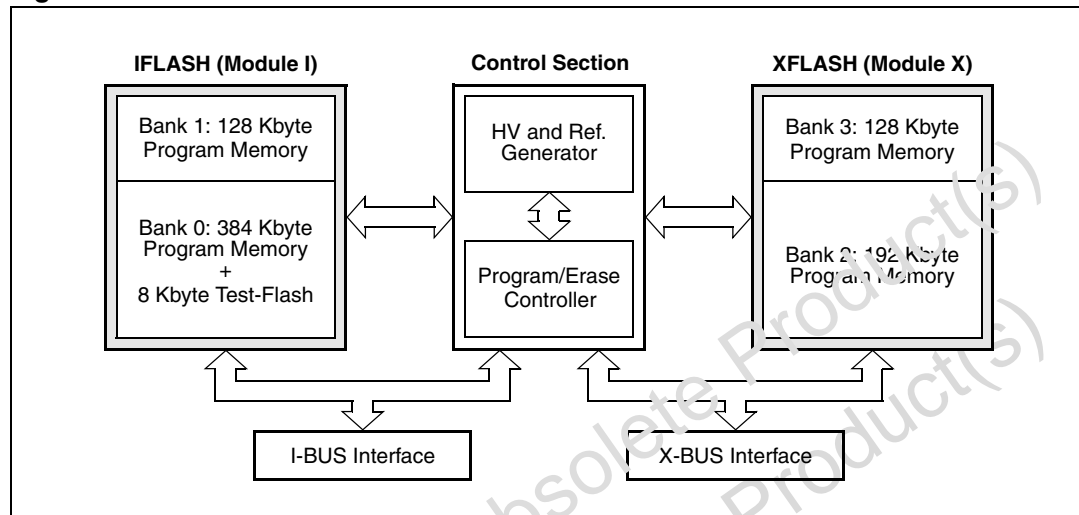 IFLASH (Module I)
Control Section
XFLASH (Module X)
Bank 1: 128 Kbyte
Program Memory
Bank 0: 384 Kbyte
Program Memory
+
8 Kbyte Test-Flash
HV and Ref.
Generator
Program/Erase
Controller
Bank 3: 128 Kbyte
Program Memory
Bank 2: 192 Kbyte
Program Memory
I-BUS Interface
X-BUS Interface
Obsolete Product(s)
Product(s)